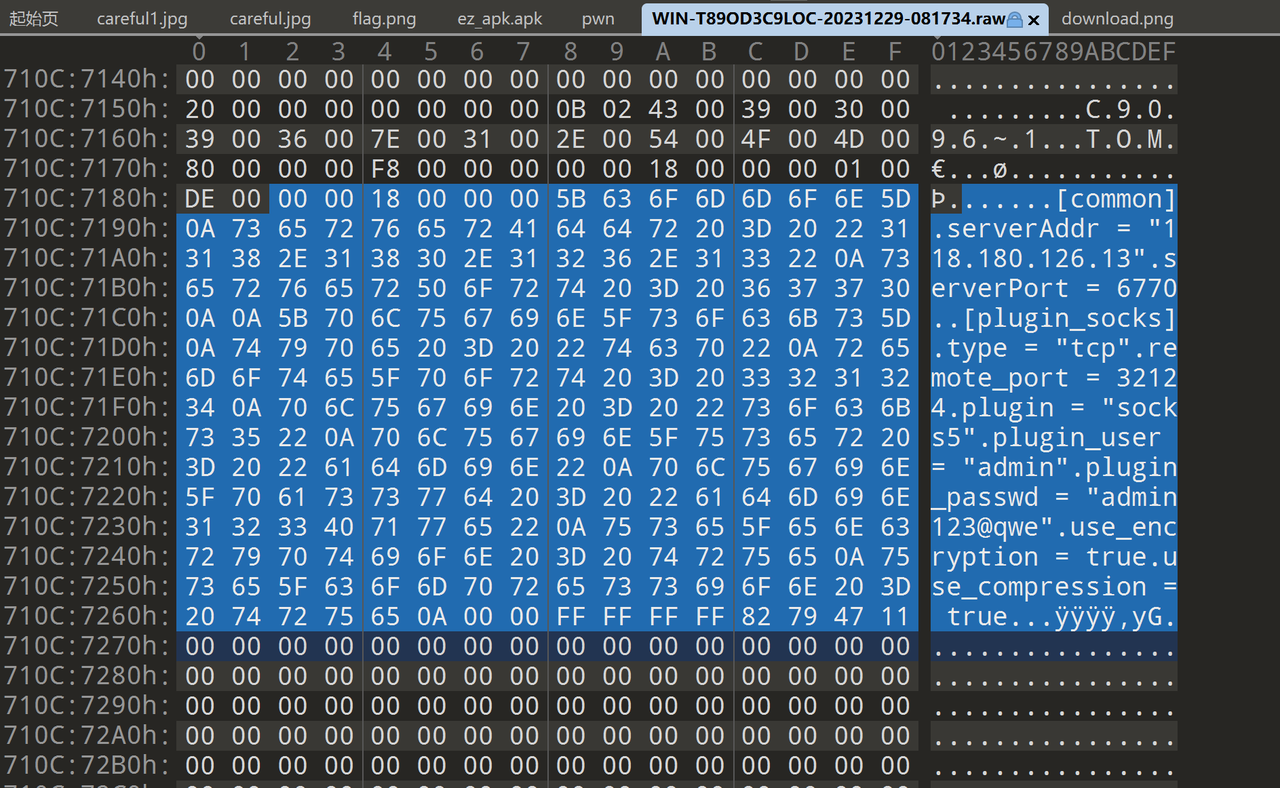 起始页 careful1.jpg careful.jpg flag.png ez_apk.apk pwn WIN-T89OD3C9LOC-20231229-081734.raw download.png
0 1 2 3 4 5 6 7 8 9 A B C D E F 0123456789ABCDEF
710C:7140h: 00 00 00 00 00 00 00 00 00 00 00 00 00 00 00 00 ................
710C:7150h: 20 00 00 00 00 00 00 00 0B 02 43 00 39 00 30 00 .........C.9.0.
710C:7160h: 39 00 36 00 7E 00 31 00 2E 00 54 00 4F 00 4D 00 9.6.~.1...T.O.M.
710C:7170h: 80 00 00 00 F8 00 00 00 00 00 18 00 00 00 01 00 €...ø...........
710C:7180h: DE 00 00 00 18 00 00 00 5B 63 6F 6D 6D 6F 6E 5D Þ.......[common]
710C:7190h: 0A 73 65 72 76 65 72 41 64 64 72 20 3D 20 22 31 .serverAddr = "1
710C:71A0h: 31 38 2E 31 38 30 2E 31 32 36 2E 31 33 22 0A 73 18.180.126.13".s
710C:71B0h: 65 72 76 65 72 50 6F 72 74 20 3D 20 36 37 37 30 erverPort = 6770
710C:71C0h: 0A 0A 5B 70 6C 75 67 69 6E 5F 73 6F 63 6B 73 5D ..[plugin_socks]
710C:71D0h: 0A 74 79 70 65 20 3D 20 22 74 63 70 22 0A 72 65 .type = "tcp".re
710C:71E0h: 6D 6F 74 65 5F 70 6F 72 74 20 3D 20 33 32 31 32 mote_port = 3212
710C:71F0h: 34 0A 70 6C 75 67 69 6E 20 3D 20 22 73 6F 63 6B 4.plugin = "sock
710C:7200h: 73 35 22 0A 70 6C 75 67 69 6E 5F 75 73 65 72 20 s5".plugin_user
710C:7210h: 3D 20 22 61 64 6D 69 6E 22 0A 70 6C 75 67 69 6E = "admin".plugin
710C:7220h: 5F 70 61 73 73 77 64 20 3D 20 22 61 64 6D 69 6E _passwd = "admin
710C:7230h: 31 32 33 40 71 77 65 22 0A 75 73 65 5F 65 6E 63 123@qwe".use_enc
710C:7240h: 72 79 70 74 69 6F 6E 20 3D 20 74 72 75 65 0A 75 ryption = true.u
710C:7250h: 73 65 5F 63 6F 6D 70 72 65 73 73 69 6F 6E 20 3D se_compression =
710C:7260h: 20 74 72 75 65 0A 00 00 FF FF FF FF 82 79 47 11 true...ÿÿÿÿ‚yG.
710C:7270h: 00 00 00 00 00 00 00 00 00 00 00 00 00 00 00 00 ................
710C:7280h: 00 00 00 00 00 00 00 00 00 00 00 00 00 00 00 00 ................
710C:7290h: 00 00 00 00 00 00 00 00 00 00 00 00 00 00 00 00 ................
710C:72A0h: 00 00 00 00 00 00 00 00 00 00 00 00 00 00 00 00 ................
710C:72B0h: 00 00 00 00 00 00 00 00 00 00 00 00 00 00 00 00 ................